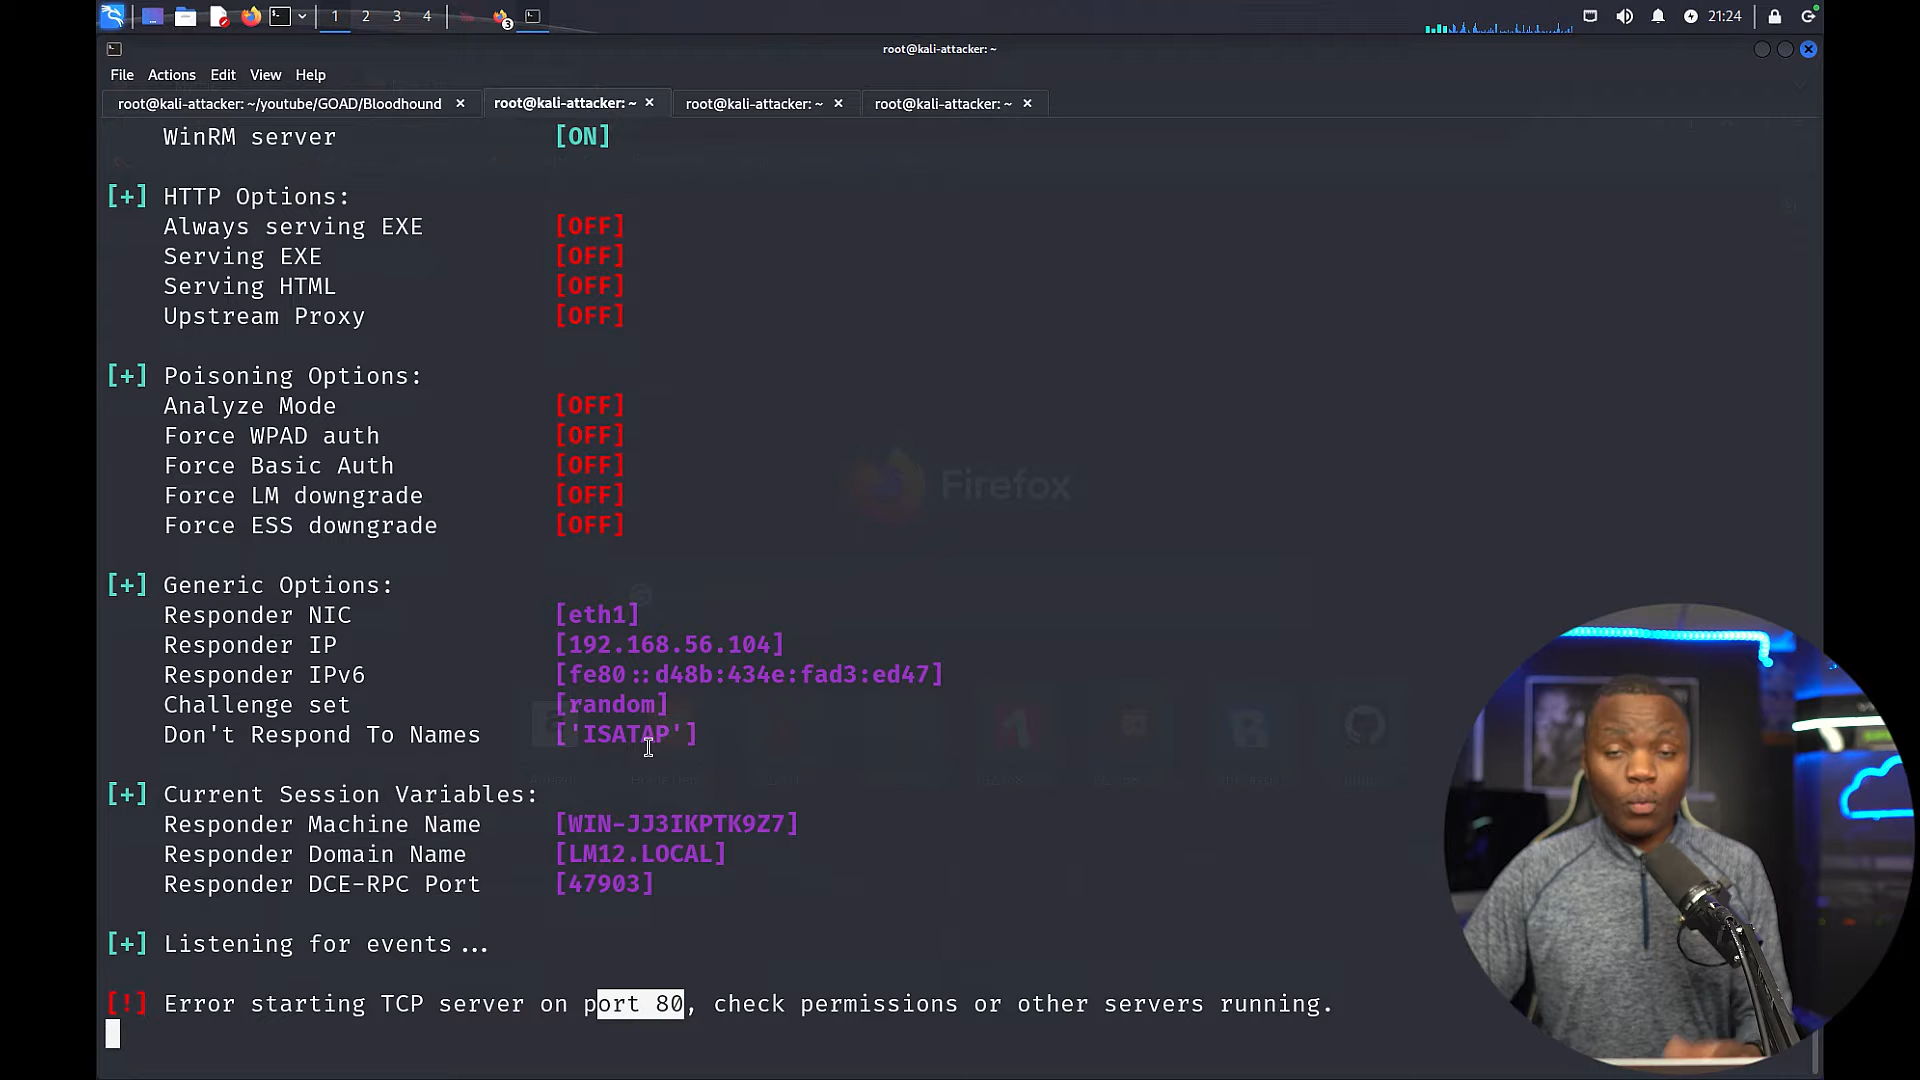 1 2 3 4
3
21:24
root@kali-attacker: ~
File Actions Edit View Help
root@kali-attacker: ~/youtube/GOAD/Bloodhound × root@kali-attacker: ~ × root@kali-attacker: ~ × root@kali-attacker: ~ ×
WinRM server [ON]
[+] HTTP Options:
Always serving EXE [OFF]
Serving EXE [OFF]
Serving HTML [OFF]
Upstream Proxy [OFF]
[+] Poisoning Options:
Analyze Mode [OFF]
Force WPAD auth [OFF]
Force Basic Auth [OFF]
Force LM downgrade [OFF]
Force ESS downgrade [OFF]
Firefox
[+] Generic Options:
Responder NIC [eth1]
Responder IP [192.168.56.104]
Responder IPv6 [fe80::d48b:434e:fad3:ed47]
Challenge set [random]
Don't Respond To Names ['ISATAP']
[+] Current Session Variables:
Responder Machine Name [WIN-JJ3IKPTK9Z7]
Responder Domain Name [LM12.LOCAL]
Responder DCE-RPC Port [47903]
[+] Listening for events...
[!] Error starting TCP server on port 80, check permissions or other servers running.